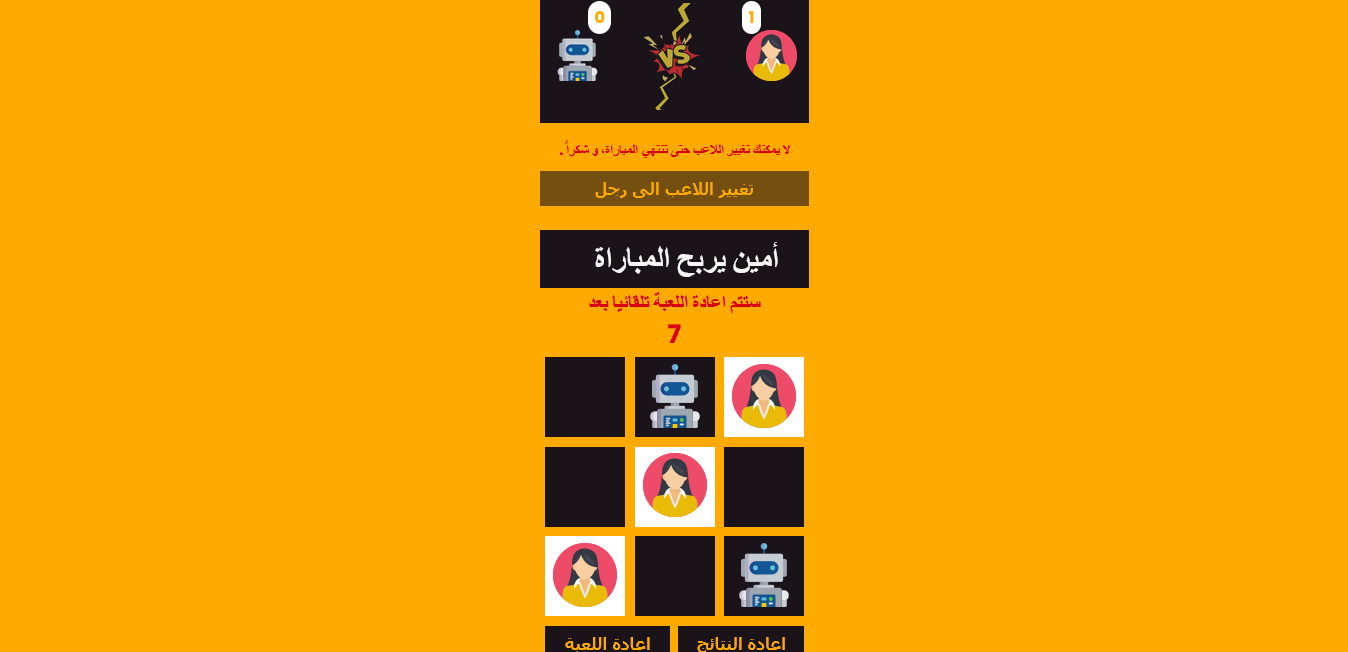 0
1
VS
لا يمكنك تغيير اللاعب حتى تنتهي المباراة، و شكراً .
تغيير اللاعب الى رجل
أمين يربح المباراة
ستتم اعادة اللعبة تلقائيا بعد
7
اعادة النتائج
اعادة اللعبة